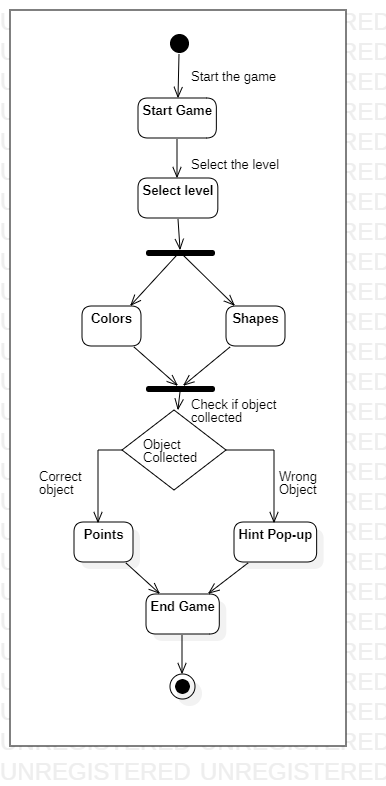 Start the game
Start Game
Select the level
Select level
Colors
Shapes
Check if object
collected
Object
Collected
Correct
object
Wrong
Object
Points
Hint Pop-up
End Game
UNREGISTERED UNREGISTERED